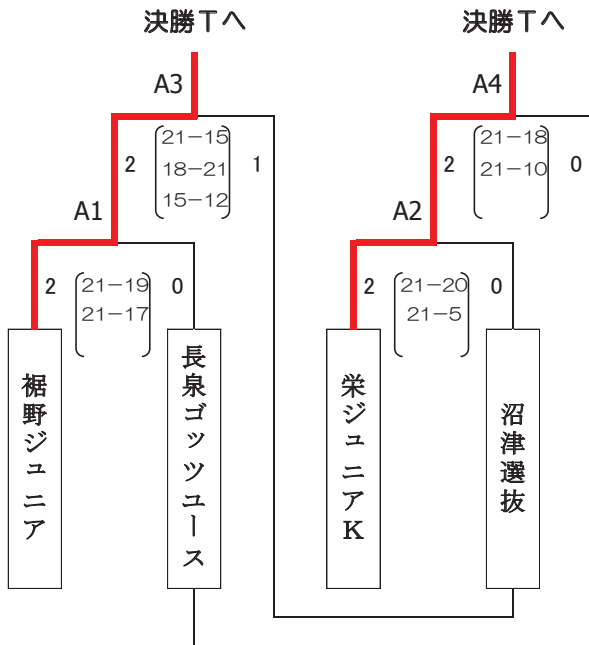 決勝Tへ
決勝Tへ
A3
A4
2
21-15
18-21
15-12
1
2
21-18
21-10
0
A1
A2
2
21-19
21-17
0
2
21-20
21-5
0
裾野ジュニア
長泉ゴッツユース
栄ジュニアK
沼津選抜